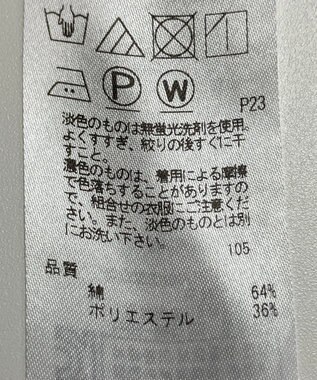 P
W
P23
淡色のものは無蛍光洗剤を使用。
よくすすぎ、絞りの後すぐに干
すこと。
濃色のものは、着用による摩擦
で色落ちすることがありますの
で、組合せの衣服にご注意くだ
さい。また、淡色のものとは別
にお洗い下さい。
105
品質
綿 64%
ポリエステル 36%